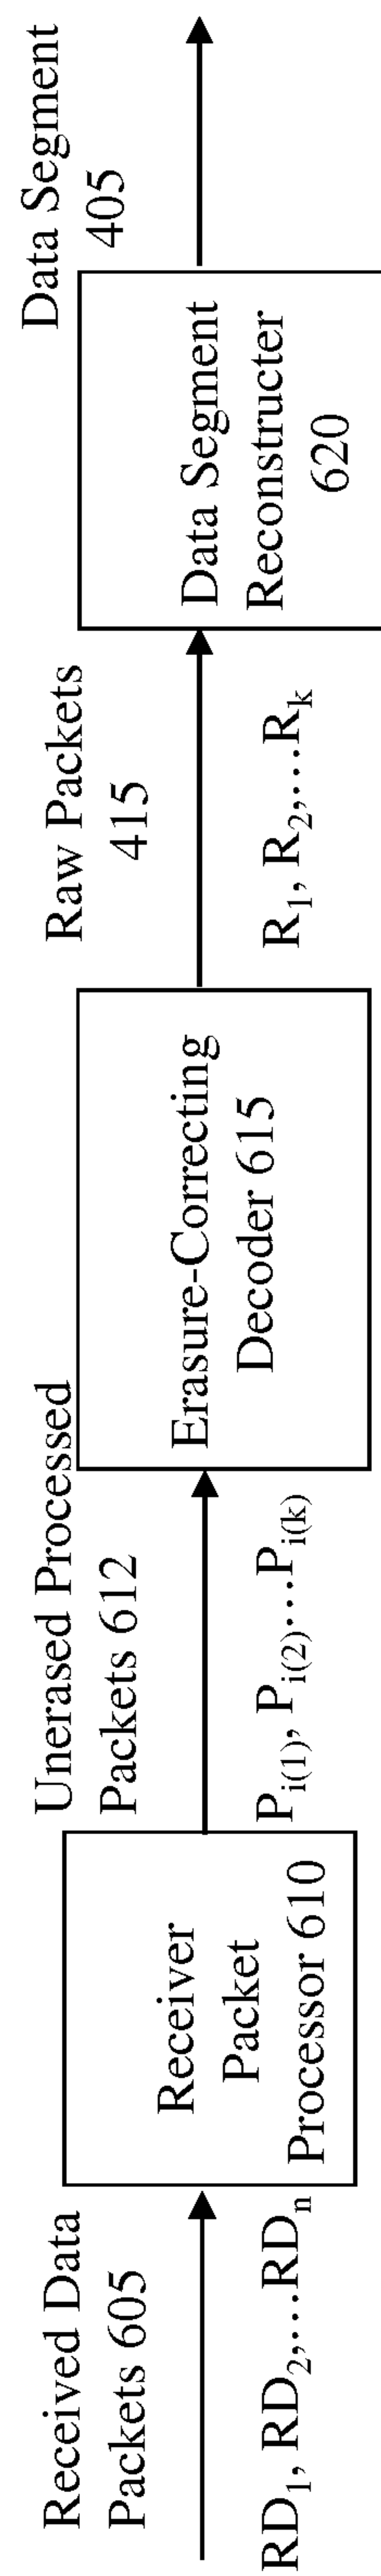 Received Data
Packets 605
RD1, RD2,...RDn
Receiver
Packet
Processor 610
Unerased Processed
Packets 612
Pi(1), Pi(2)...Pi(k)
Erasure-Correcting
Decoder 615
Raw Packets
415
R1, R2,...Rk
Data Segment
Reconstructer
620
Data Segment
405